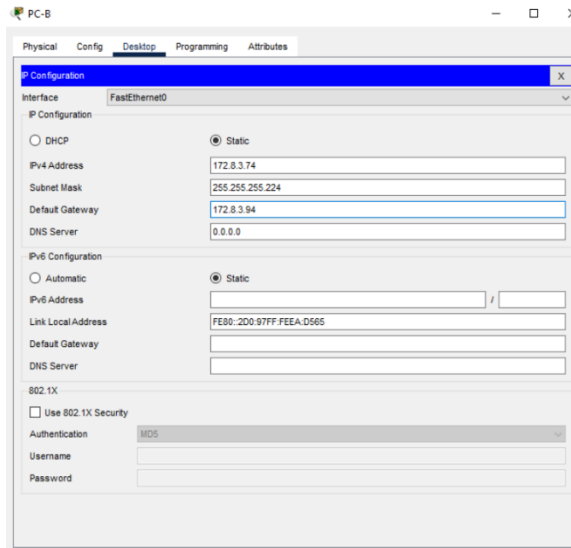 PC-B
Physical Config Desktop Programming Attributes
IP Configuration X
Interface FastEthernet0
IP Configuration
DHCP Static
IPv4 Address 172.8.3.74
Subnet Mask 255.255.255.224
Default Gateway 172.8.3.94
DNS Server 0.0.0.0
IPv6 Configuration
Automatic Static
IPv6 Address /
Link Local Address FE80::2D0:97FF:FEEA:D565
Default Gateway
DNS Server
802.1X
Use 802.1X Security
Authentication MD5
Username
Password